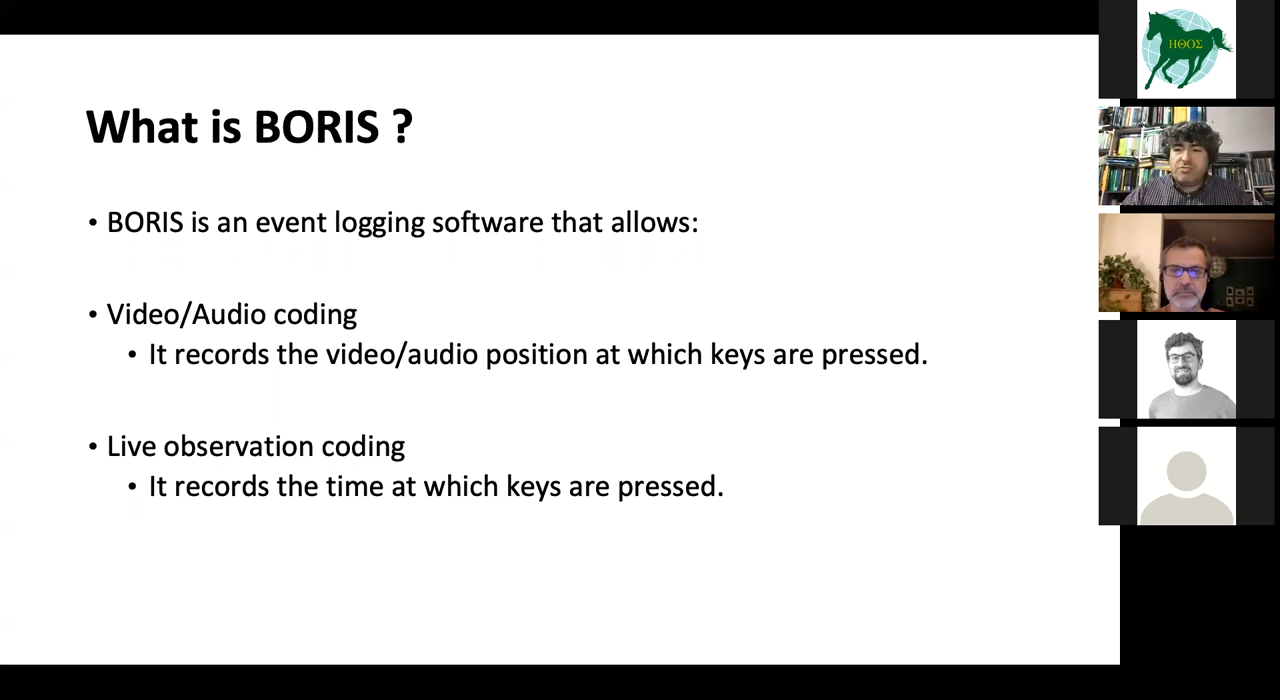 What is BORIS ?
• BORIS is an event logging software that allows:
• Video/Audio coding
• It records the video/audio position at which keys are pressed.
• Live observation coding
• It records the time at which keys are pressed.
ΗΘΟΣ